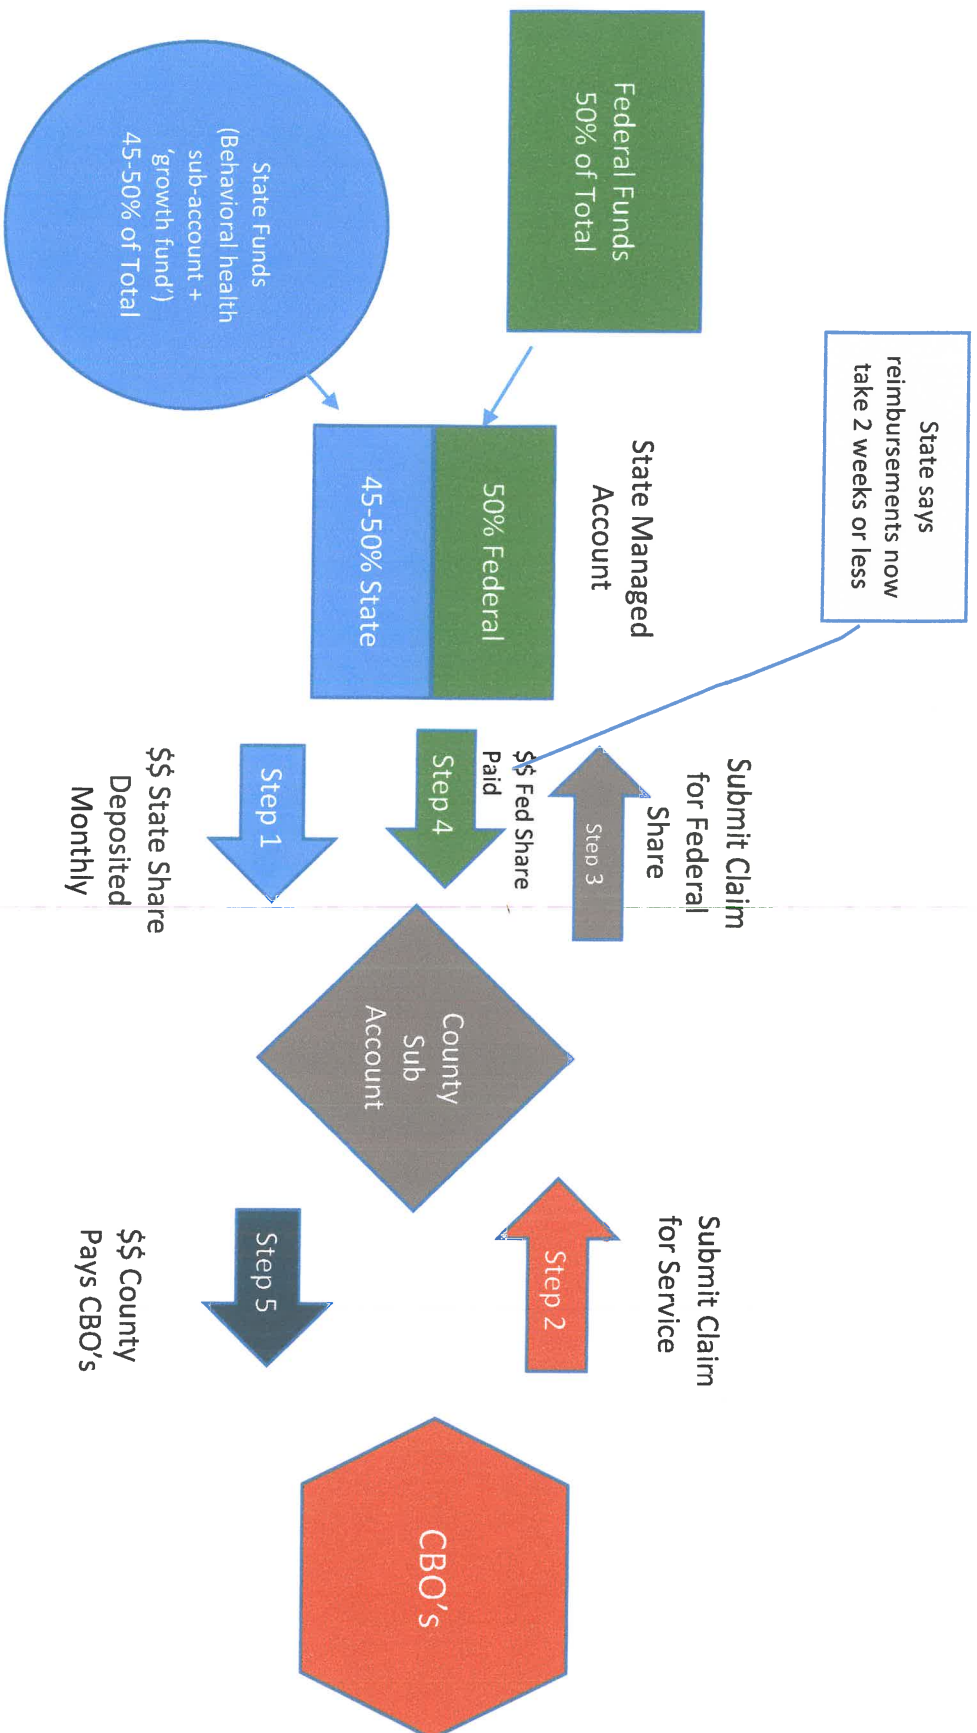 State says
reimbursements now
take 2 weeks or less
Federal Funds
50% of Total
State Funds
(Behavioral health
sub-account +
'growth fund')
45-50% of Total
State Managed
Account
50% Federal
45-50% State
Submit Claim
for Federal
Share
Step 3
$$ Fed Share
Paid
Step 4
Step 1
$$ State Share
Deposited
Monthly
County
Sub
Account
Submit Claim
for Service
Step 2
Step 5
$$ County
Pays CBO's
CBO's